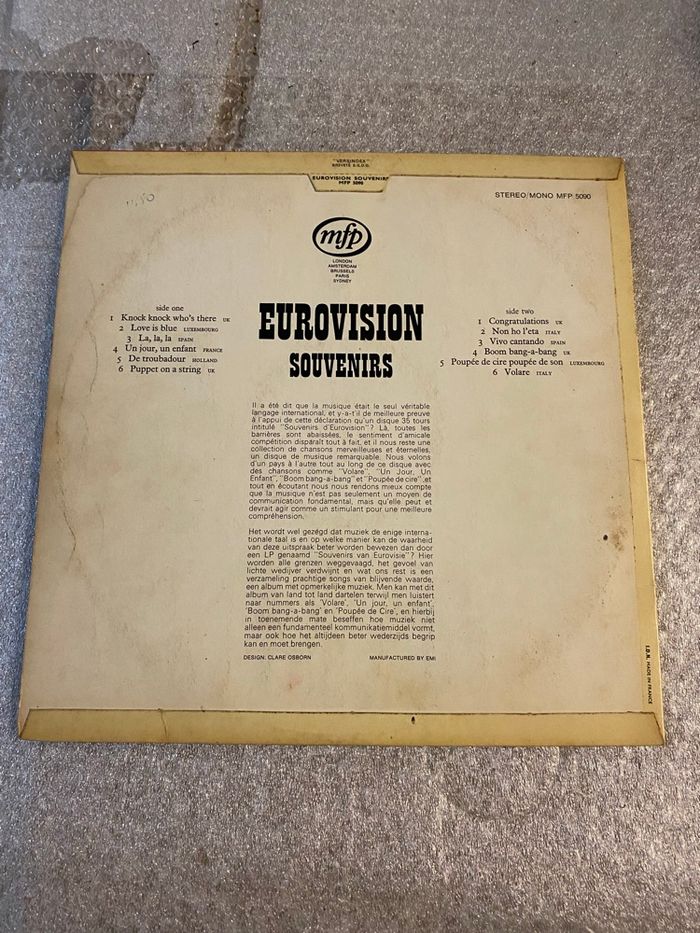 "VERSINDEX"
BREVETÉ S.G.D.G.
EUROVISION SOUVENIRS
MFP 5090
11,50
STEREO/MONO MFP 5090
mfp
LONDON
AMSTERDAM
BRUSSELS
PARIS
SYDNEY
side one
1 Knock knock who's there UK
2 Love is blue LUXEMBOURG
3 La, la, la SPAIN
4 Un jour, un enfant FRANCE
5 De troubadour HOLLAND
6 Puppet on a string UK
EUROVISION
SOUVENIRS
side two
1 Congratulations UK
2 Non ho l'eta ITALY
3 Vivo cantando SPAIN
4 Boom bang-a-bang UK
5 Poupée de cire poupée de son LUXEMBOURG
6 Volare ITALY
Il a été dit que la musique était le seul véritable
langage international, et y-a-t'il de meilleure preuve
à l'appui de cette déclaration qu'un disque 35 tours
intitulé "Souvenirs d'Eurovision"? Là, toutes les
barrières sont abaissées, le sentiment d'amicale
compétition disparaît tout à fait, et il nous reste une
collection de chansons merveilleuses et éternelles,
un disque de musique remarquable. Nous volons
d'un pays à l'autre tout au long de ce disque avec
des chansons comme "Volare", "Un Jour, Un
Enfant", "Boom bang-a-bang" et "Poupée de cire", et
tout en écoutant nous nous rendons mieux compte
que la musique n'est pas seulement un moyen de
communication fondamental, mais qu'elle peut et
devrait agir comme un stimulant pour une meilleure
compréhension.
Het wordt wel gezégd dat muziek de enige interna-
tionale taal is en op welke manier kan de waarheid
van deze uitspraak beter worden bewezen dan door
een LP genaamd "Souvenirs van Eurovisie"? Hier
worden alle grenzen weggevaagd, het gevoel van
lichte wedijver verdwijnt en wat ons rest is een
verzameling prachtige songs van blijvende waarde,
een album met opmerkelijke muziek. Men kan met dit
album van land tot land dartelen terwijl men luistert
naar nummers als 'Volare', 'Un jour, un enfant',
'Boom bang-a-bang' en 'Poupée de Cire', en hierbij
in toenemende mate beseffen hoe muziek niet
alleen een fundamenteel kommunikatiemiddel vormt,
maar ook hoe het altijdeen beter wederzijds begrip
kan en moet brengen.
DESIGN: CLARE OSBORN MANUFACTURED BY EMI
I.D.N. MADE IN FRANCE